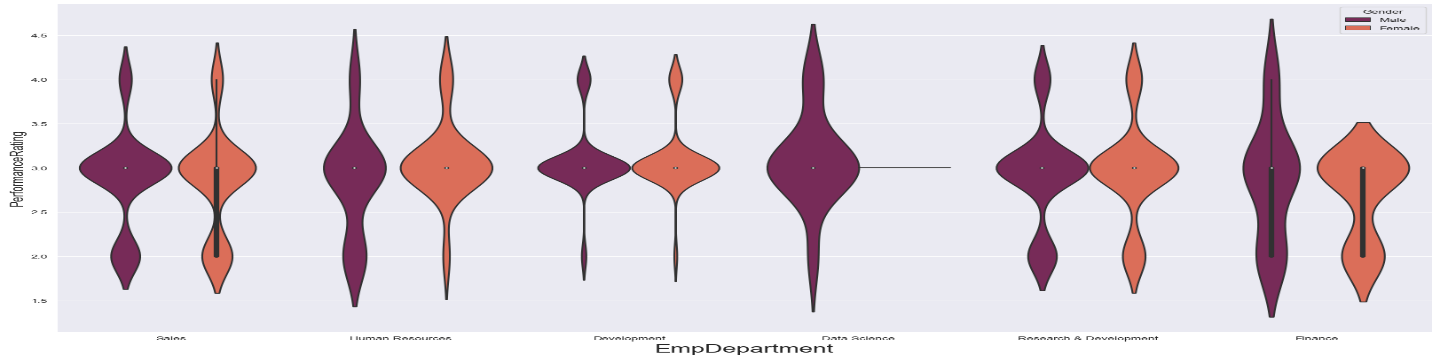 Gender
Male
Female
PerformanceRating
4.5
4.0
3.5
3.0
2.5
2.0
1.5
Sales
Human Resources
Development
Data Science
Research & Development
Finance
EmpDepartment